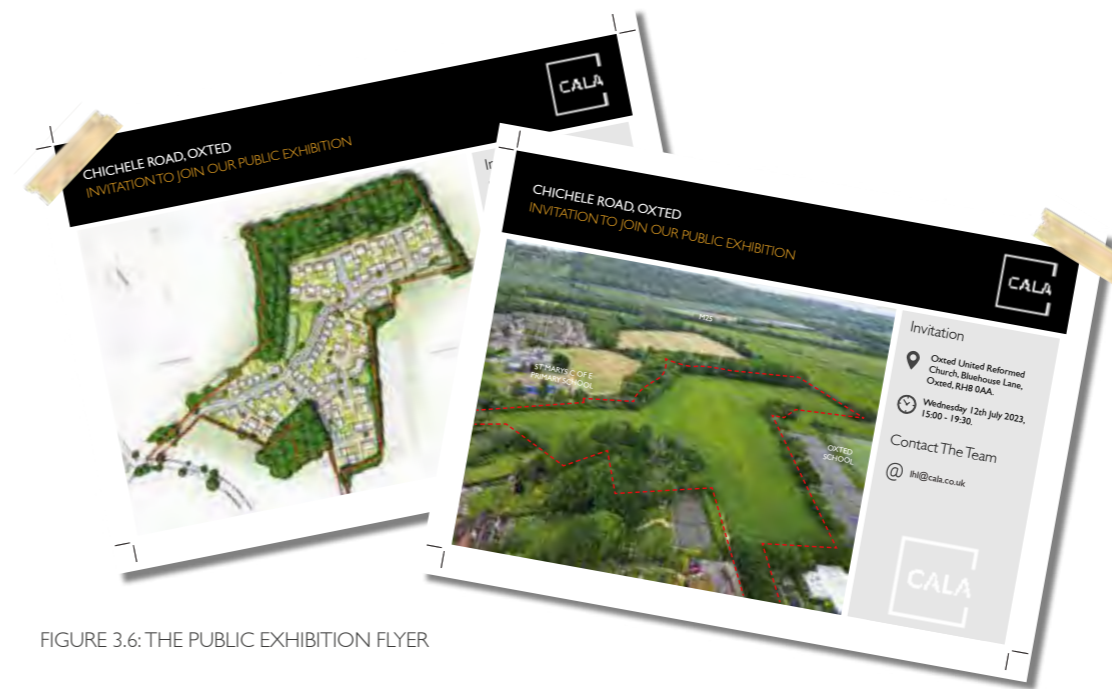 CALA
CHICHELE ROAD, OXTED
INVITATION TO JOIN OUR PUBLIC EXHIBITION
CHICHELE ROAD, OXTED
INVITATION TO JOIN OUR PUBLIC EXHIBITION
CALA
M25
ST MARYS C OF E
PRIMARY SCHOOL
OXTED
SCHOOL
Invitation
Oxted United Reformed
Church, Bluehouse Lane,
Oxted, RH8 0AA.
Wednesday 12th July 2023,
15:00 - 19:30.
Contact The Team
@ lhl@cala.co.uk
CALA
FIGURE 3.6: THE PUBLIC EXHIBITION FLYER